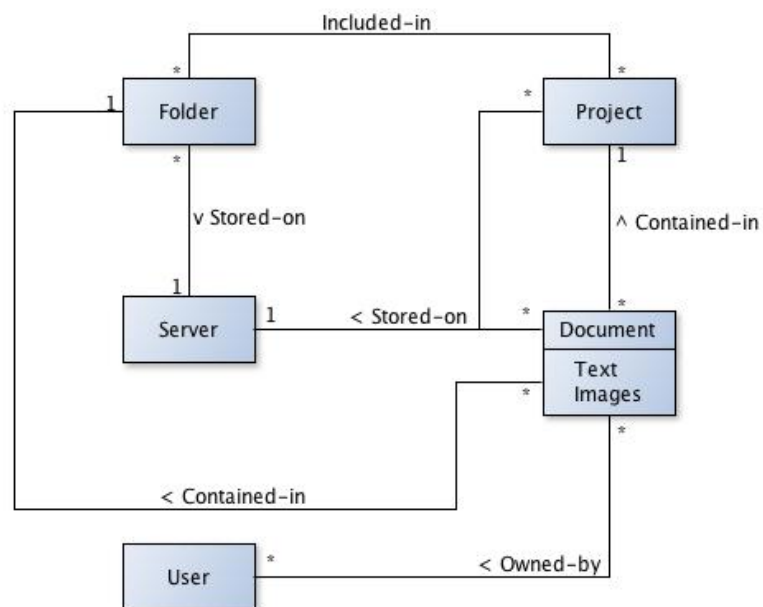 Included-in
* *
1 Folder * Project
* 1
v Stored-on ^ Contained-in
1 *
Server 1 < Stored-on * Document
Text
* Images
*
< Contained-in
User * < Owned-by